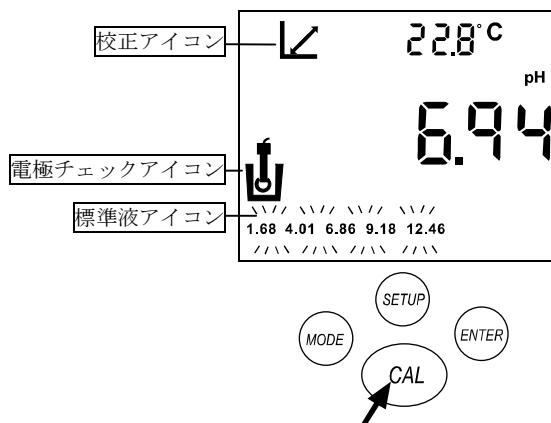 校正アイコン
22.8°C
pH
6.94
電極チェックアイコン
標準液アイコン
1.68 4.01 6.86 9.18 12.46
SETUP
MODE
ENTER
CAL